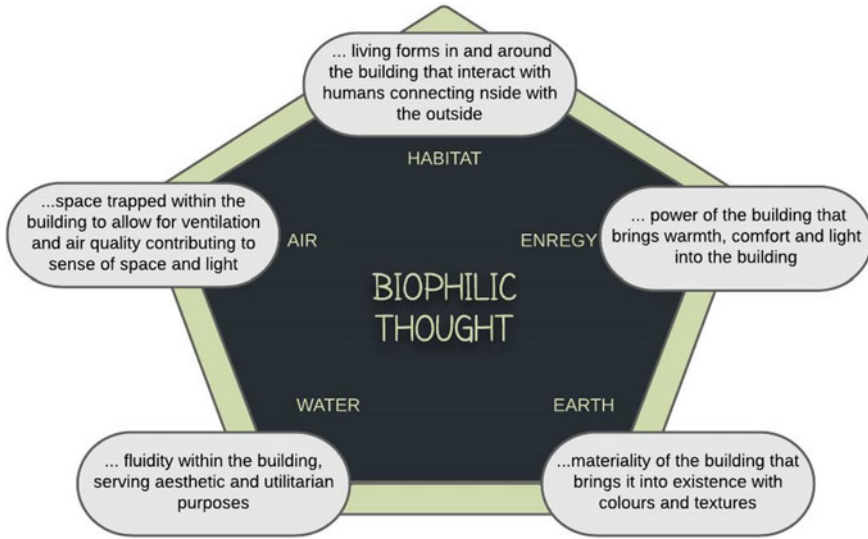 ... living forms in and around
the building that interact with
humans connecting nside with
the outside
HABITAT
...space trapped within the
building to allow for ventilation
and air quality contributing to
sense of space and light
AIR
ENREGY
... power of the building that
brings warmth, comfort and light
into the building
BIOPHILIC
THOUGHT
WATER
EARTH
... fluidity within the building,
serving aesthetic and utilitarian
purposes
...materiality of the building that
brings it into existence with
colours and textures